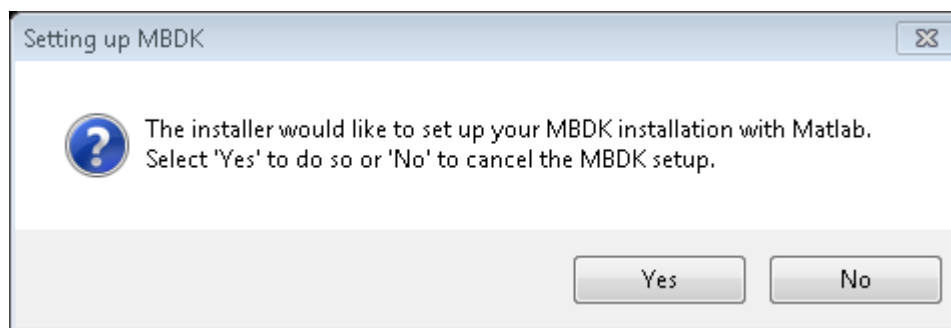 Setting up MBDK
The installer would like to set up your MBDK installation with Matlab.
Select 'Yes' to do so or 'No' to cancel the MBDK setup.
Yes No